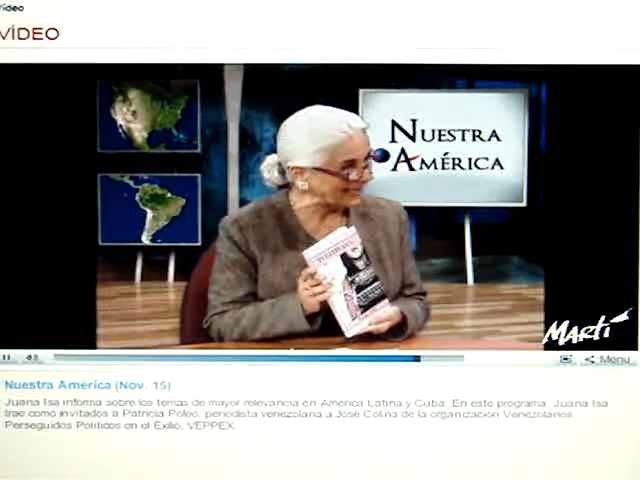 Vídeo
VÍDEO
NUESTRA
AMÉRICA
MARTÍ
Menu
Nuestra América (Nov. 15)
Juana Isa informa sobre los temas de mayor relevancia en América Latina y Cuba. En este programa, Juana Isa
trae como invitados a Patricia Poleo, periodista venezolana a José Colina de la organización Venezolanos
Perseguidos Políticos en el Exilio, VEPPEX.